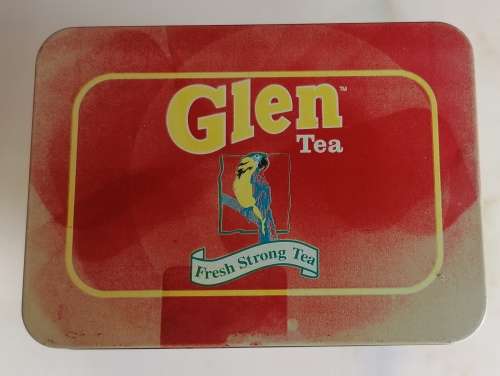 Glen™
Tea
Fresh Strong Tea